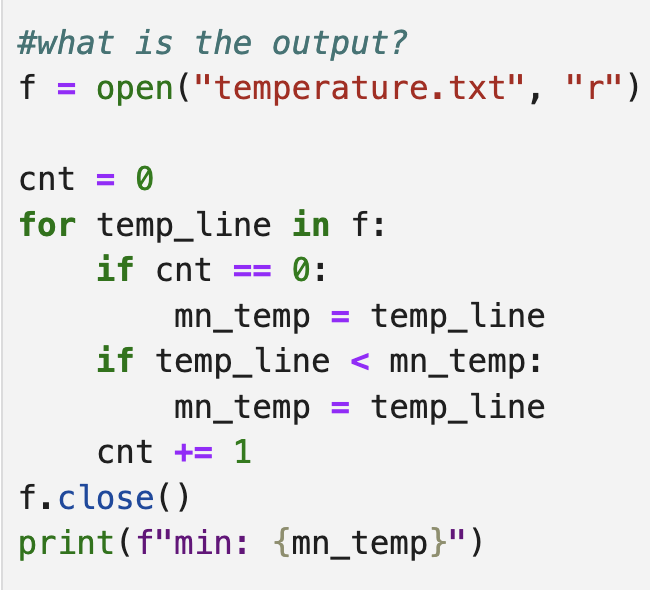 #what is the output?
f = open("temperature.txt", "r")

cnt = 0
for temp_line in f:
    if cnt == 0:
        mn_temp = temp_line
    if temp_line < mn_temp:
        mn_temp = temp_line
    cnt += 1
f.close()
print(f"min: {mn_temp}")